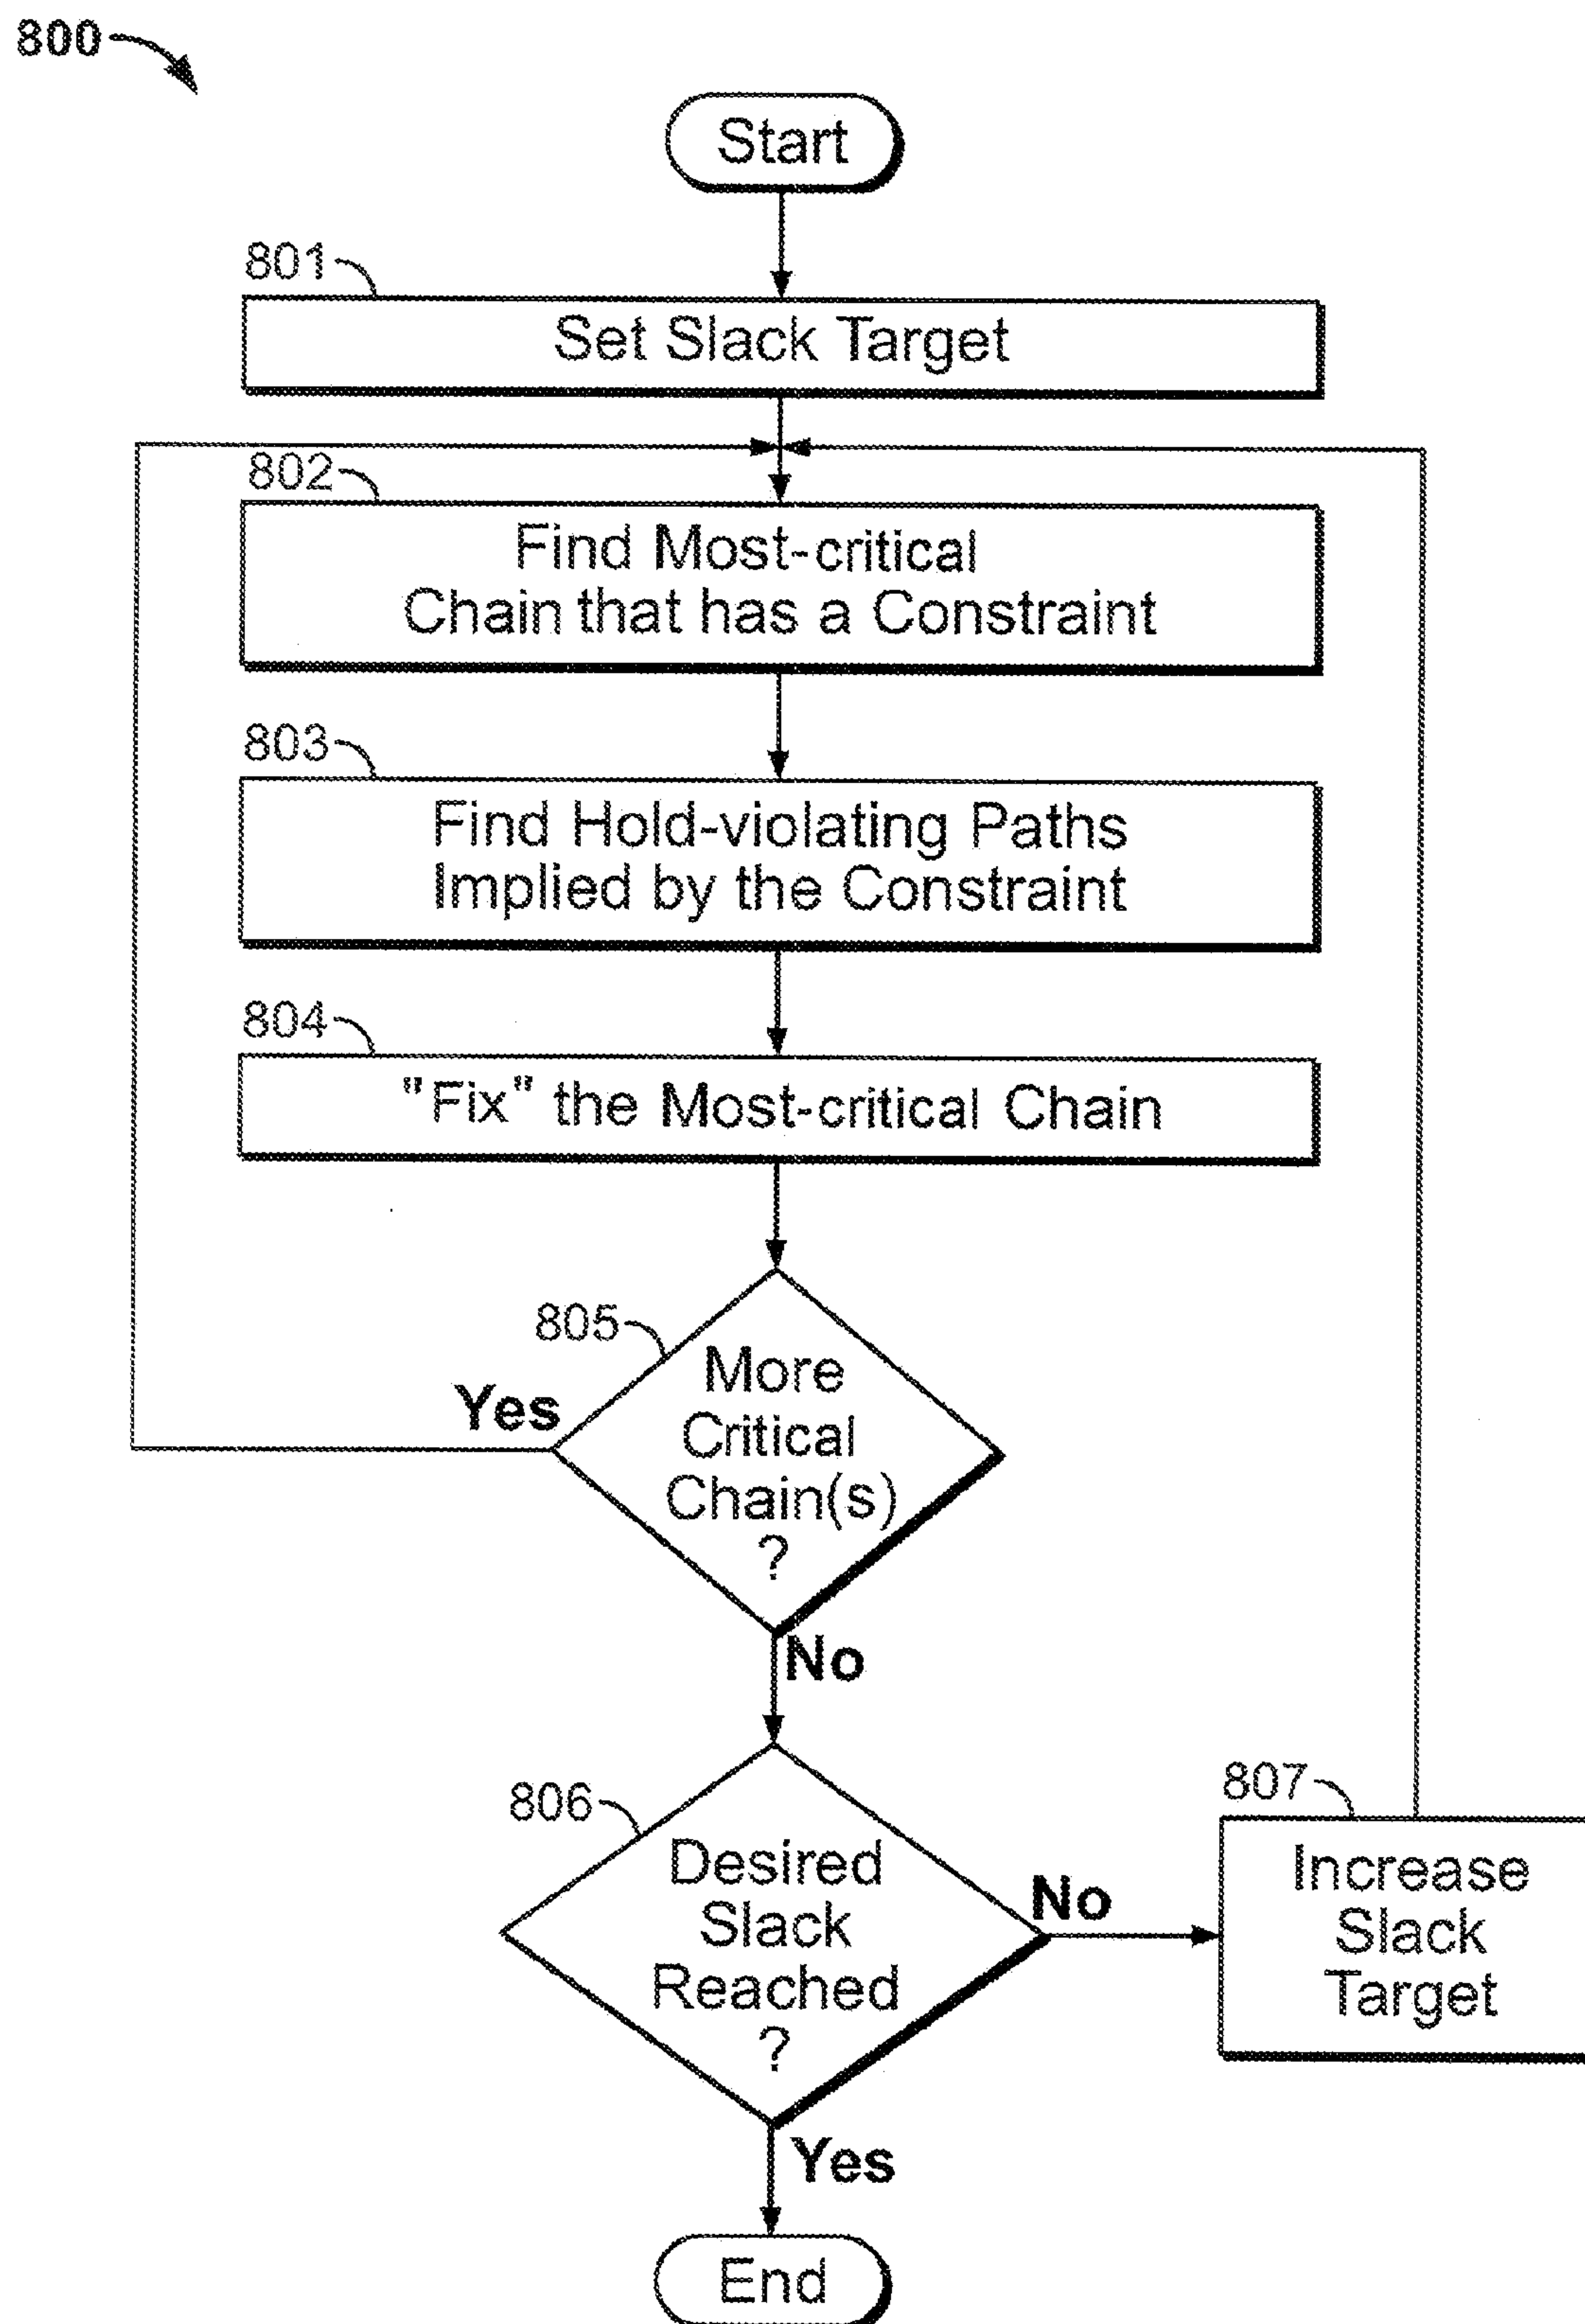 800
Start
801
Set Slack Target
802
Find Most-critical
Chain that has a Constraint
803
Find Hold-violating Paths
Implied by the Constraint
804
"Fix" the Most-critical Chain
805
More
Critical
Chain(s)
?
Yes
No
806
Desired
Slack
Reached
?
No
807
Increase
Slack
Target
Yes
End